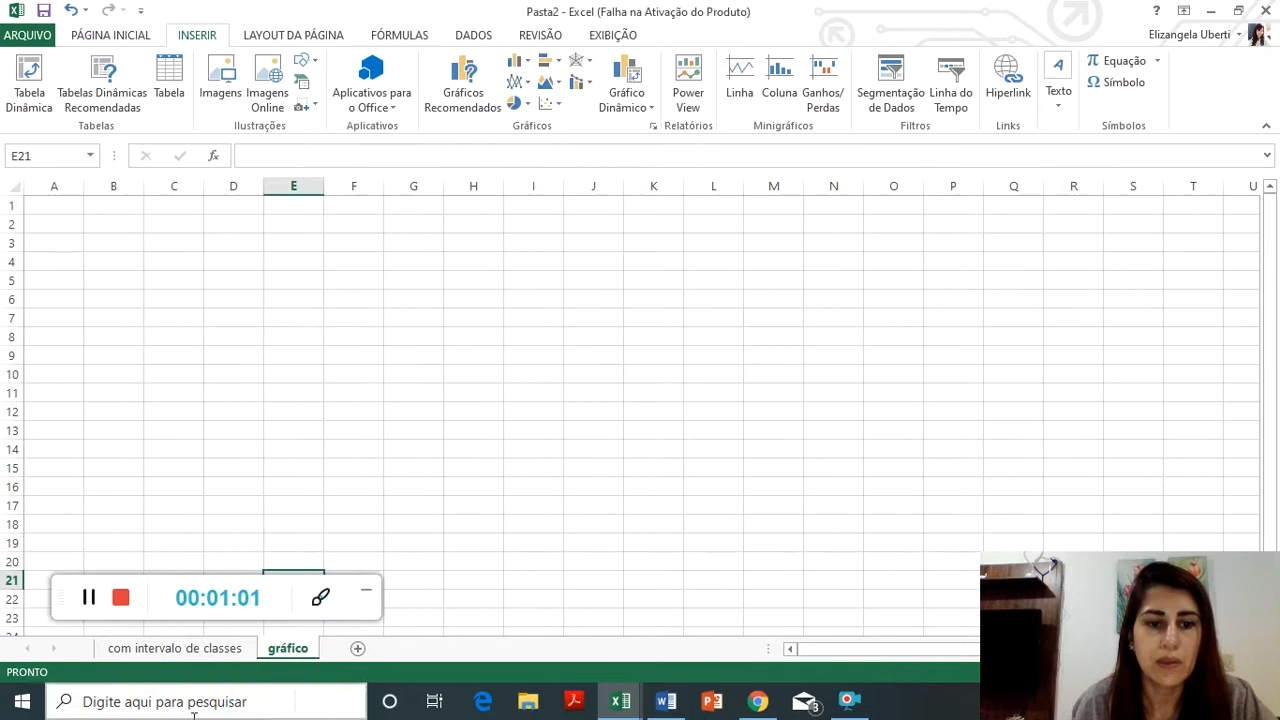 Pasta2 - Excel (Falha na Ativação do Produto)
?
ARQUIVO PÁGINA INICIAL INSERIR LAYOUT DA PÁGINA FÓRMULAS DADOS REVISÃO EXIBIÇÃO Elizangela Uberti
Tabela Dinâmica
Tabelas Dinâmicas Recomendadas
Tabela
Tabelas
Imagens
Imagens Online
Ilustrações
Aplicativos para o Office
Aplicativos
Gráficos Recomendados
Gráfico Dinâmico
Gráficos
Power View
Relatórios
Linha
Coluna
Ganhos/Perdas
Minigráficos
Segmentação de Dados
Linha do Tempo
Filtros
Hiperlink
Links
A
Texto
π Equação
Ω Símbolo
Símbolos
E21 fx
A B C D E F G H I J K L M N O P Q R S T U
1
2
3
4
5
6
7
8
9
10
11
12
13
14
15
16
17
18
19
20
21
22
23
00:01:01
com intervalo de classes gráfico
PRONTO
Digite aqui para pesquisar
3